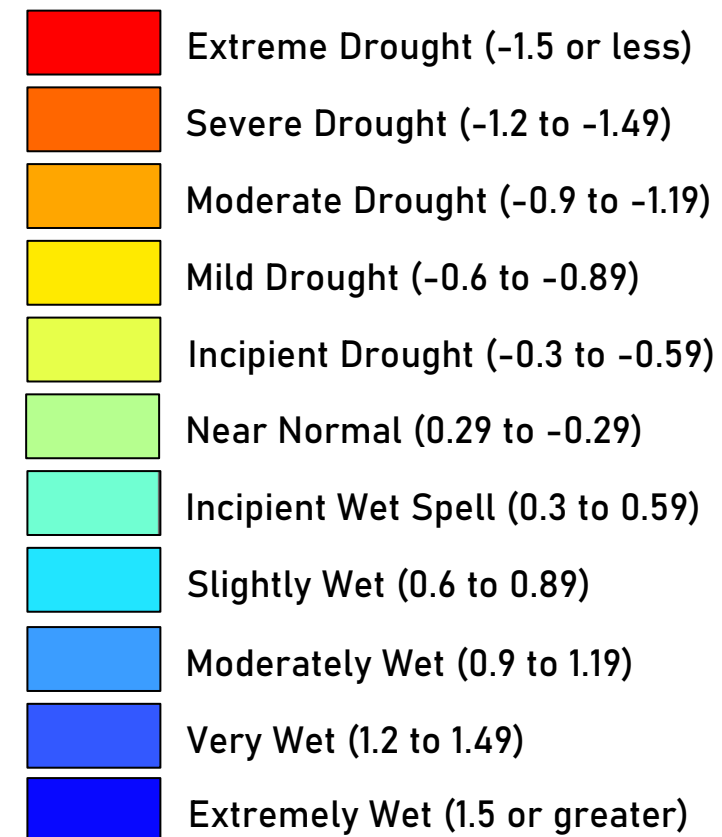 Extreme Drought (-1.5 or less)
Severe Drought (-1.2 to -1.49)
Moderate Drought (-0.9 to -1.19)
Mild Drought (-0.6 to -0.89)
Incipient Drought (-0.3 to -0.59)
Near Normal (0.29 to -0.29)
Incipient Wet Spell (0.3 to 0.59)
Slightly Wet (0.6 to 0.89)
Moderately Wet (0.9 to 1.19)
Very Wet (1.2 to 1.49)
Extremely Wet (1.5 or greater)